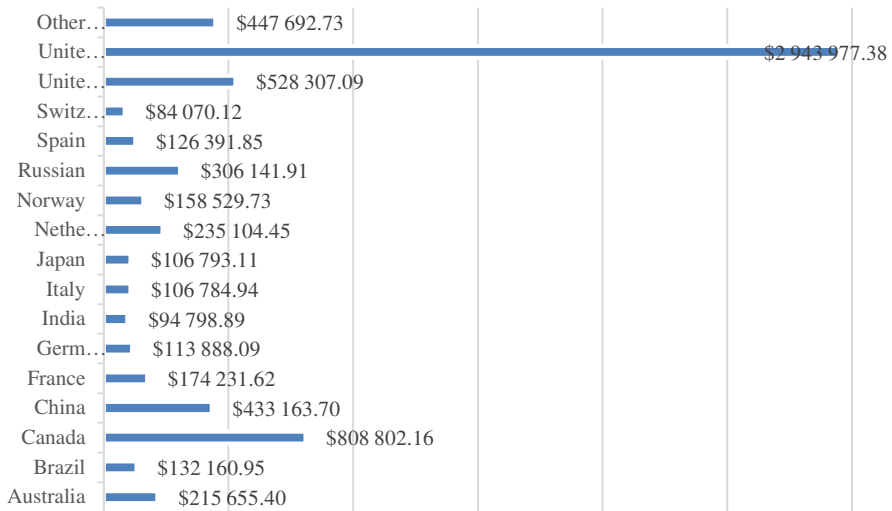 Other… $447 692.73
Unite… $2 943 977.38
Unite… $528 307.09
Switz… $84 070.12
Spain $126 391.85
Russian $306 141.91
Norway $158 529.73
Nethe… $235 104.45
Japan $106 793.11
Italy $106 784.94
India $94 798.89
Germ… $113 888.09
France $174 231.62
China $433 163.70
Canada $808 802.16
Brazil $132 160.95
Australia $215 655.40